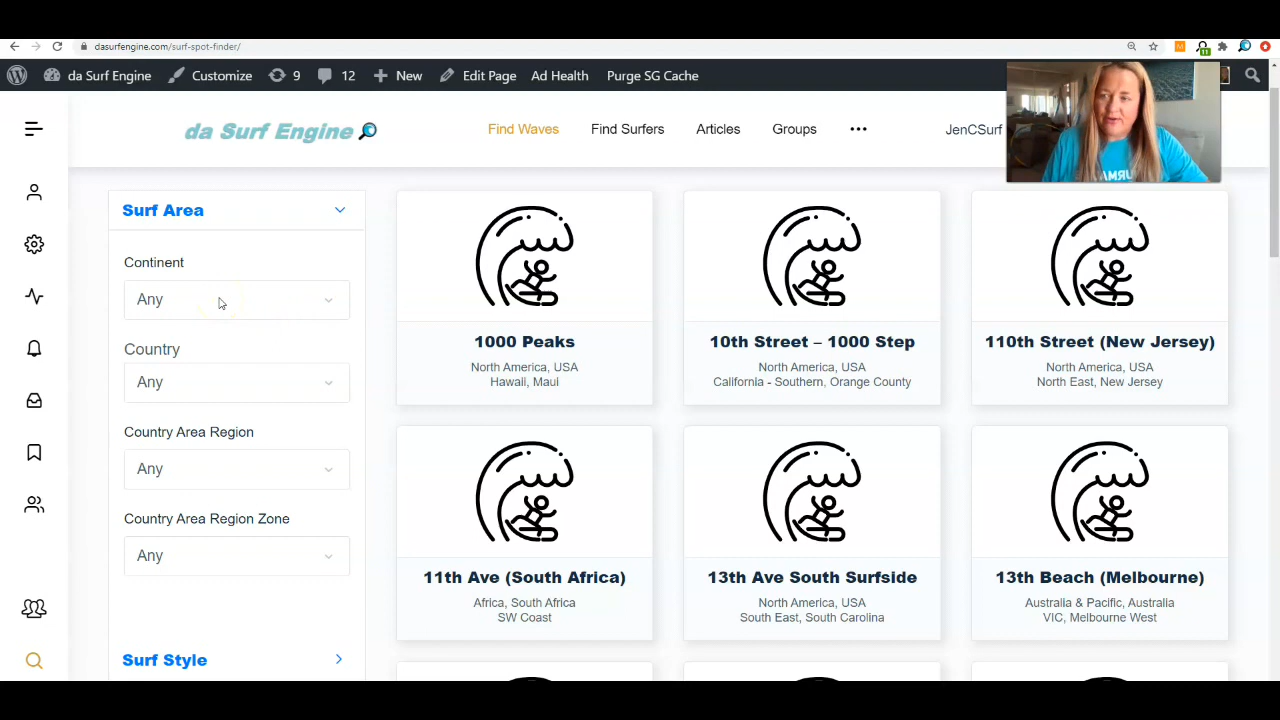 dasurfengine.com/surf-spot-finder/
11
da Surf Engine
Customize
9
12
New
Edit Page
Ad Health
Purge SG Cache
da Surf Engine
Find Waves
Find Surfers
Articles
Groups
JenCSurf
Surf Area
Continent
Any
Country
Any
Country Area Region
Any
Country Area Region Zone
Any
Surf Style
1000 Peaks
North America, USA
Hawaii, Maui
10th Street – 1000 Step
North America, USA
California - Southern, Orange County
110th Street (New Jersey)
North America, USA
North East, New Jersey
11th Ave (South Africa)
Africa, South Africa
SW Coast
13th Ave South Surfside
North America, USA
South East, South Carolina
13th Beach (Melbourne)
Australia & Pacific, Australia
VIC, Melbourne West